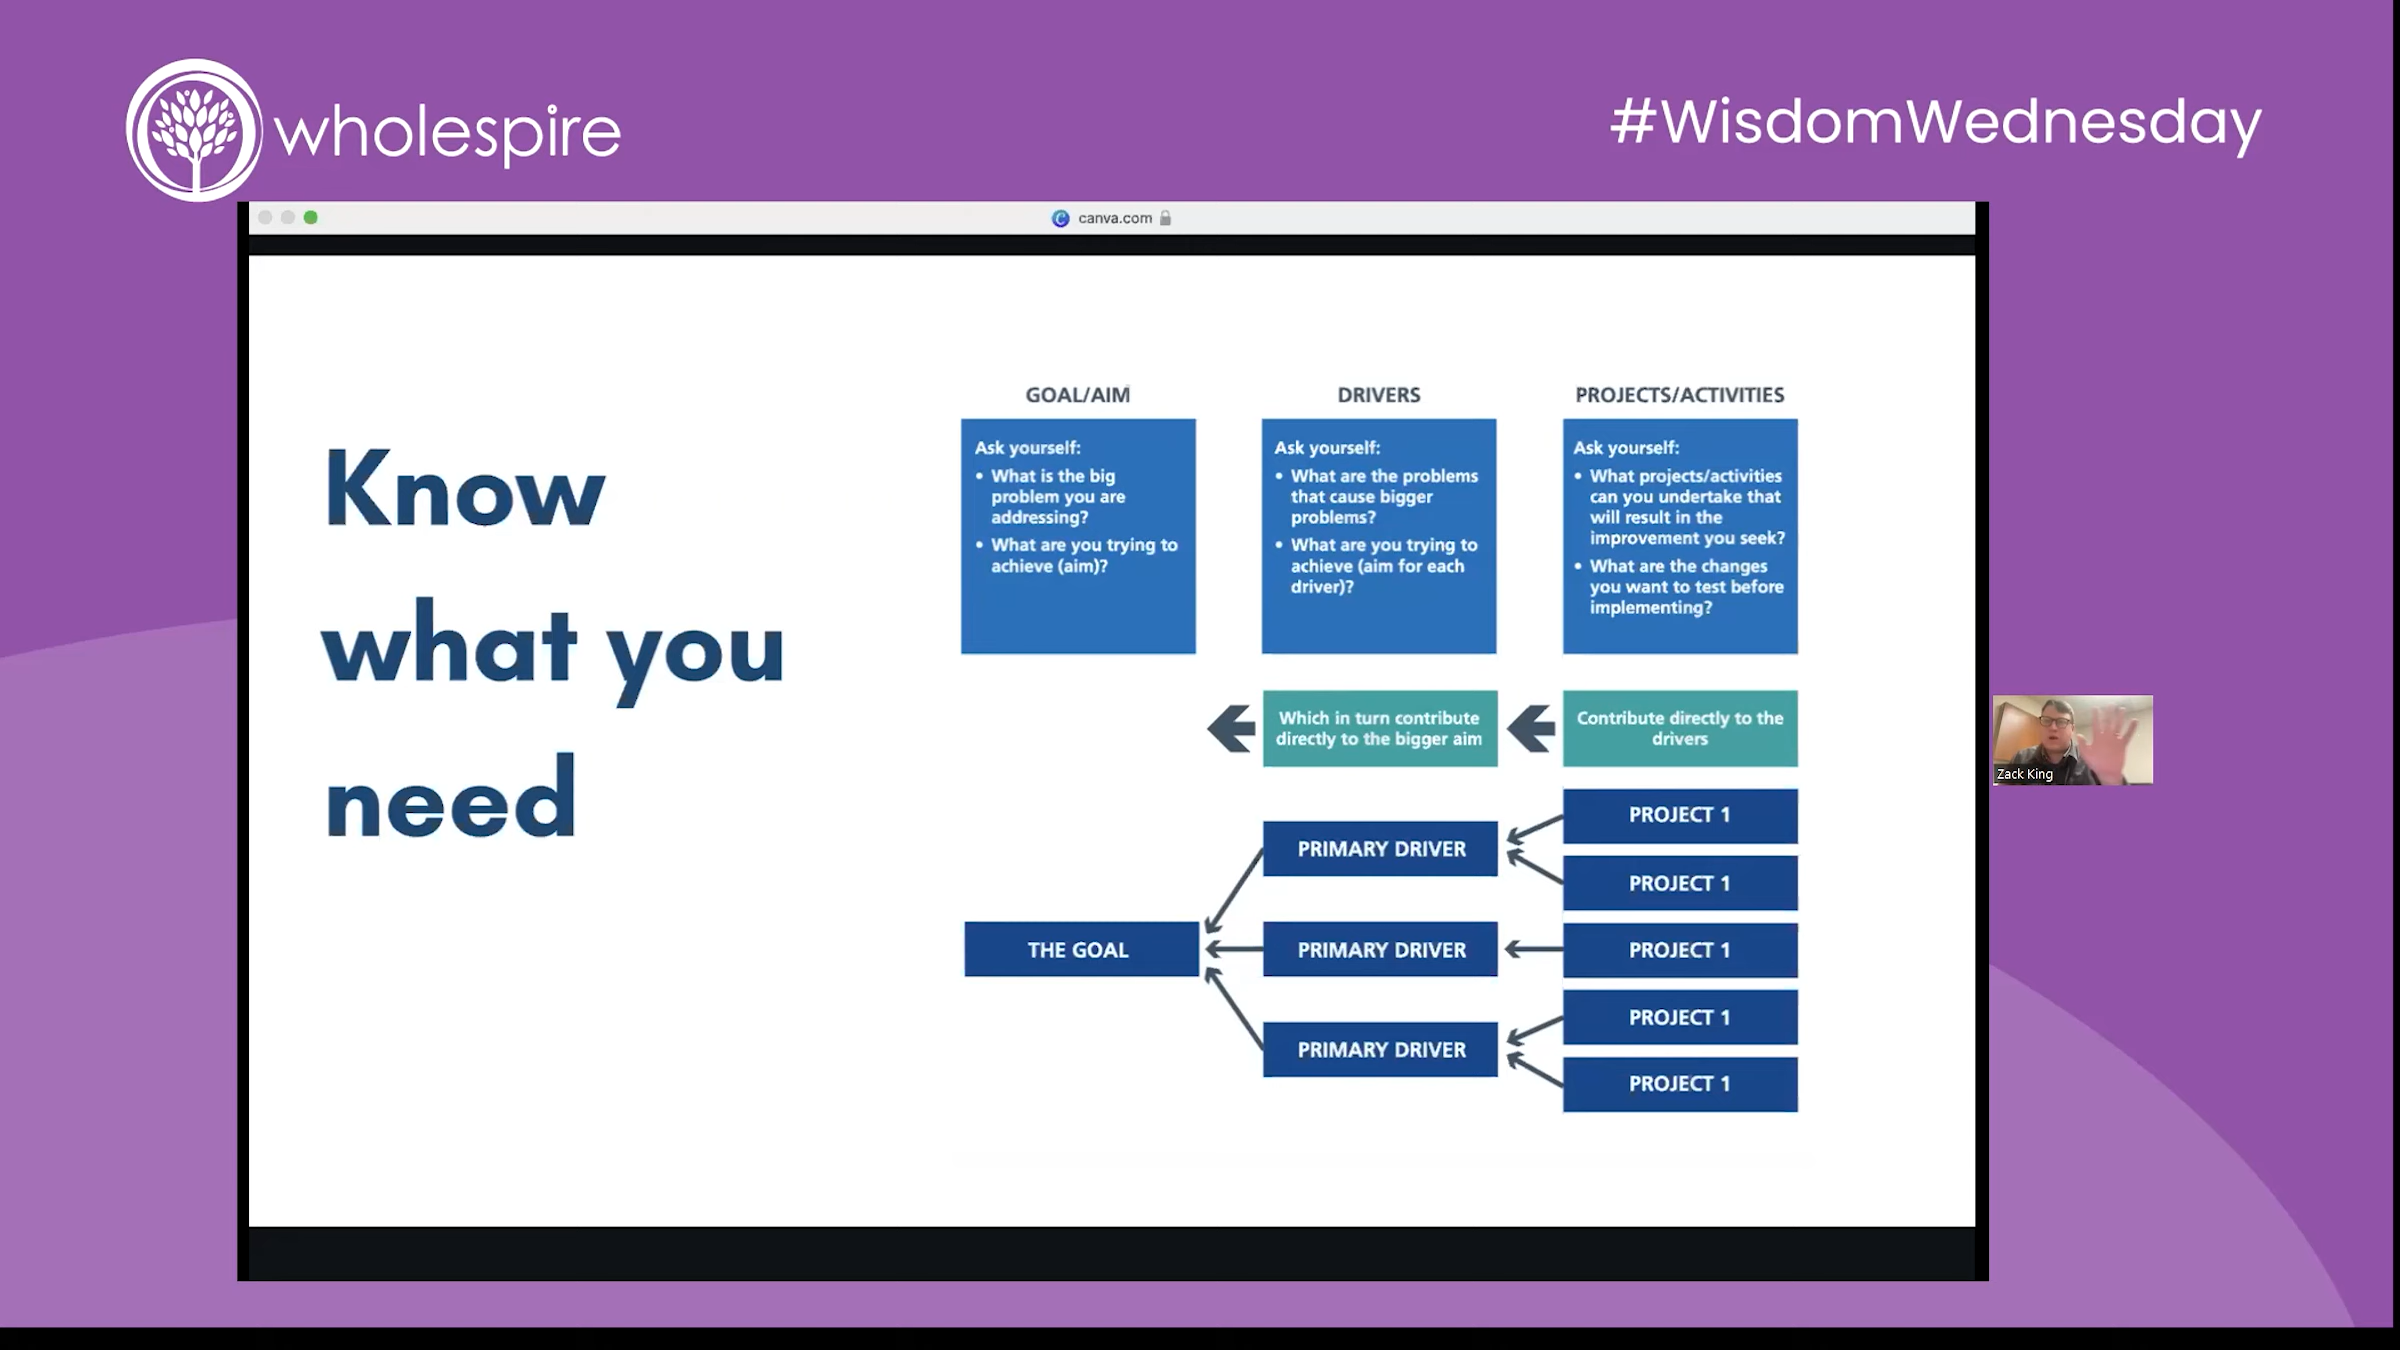 wholespire
#WisdomWednesday
canva.com
Know
what you
need
GOAL/AIM
Ask yourself:
• What is the big
problem you are
addressing?
• What are you trying to
achieve (aim)?
DRIVERS
Ask yourself:
• What are the problems
that cause bigger
problems?
• What are you trying to
achieve (aim for each
driver)?
PROJECTS/ACTIVITIES
Ask yourself:
• What projects/activities
can you undertake that
will result in the
improvement you seek?
• What are the changes
you want to test before
implementing?
Which in turn contribute
directly to the bigger aim
Contribute directly to the
drivers
THE GOAL
PRIMARY DRIVER
PRIMARY DRIVER
PRIMARY DRIVER
PROJECT 1
PROJECT 1
PROJECT 1
PROJECT 1
PROJECT 1
Zack King